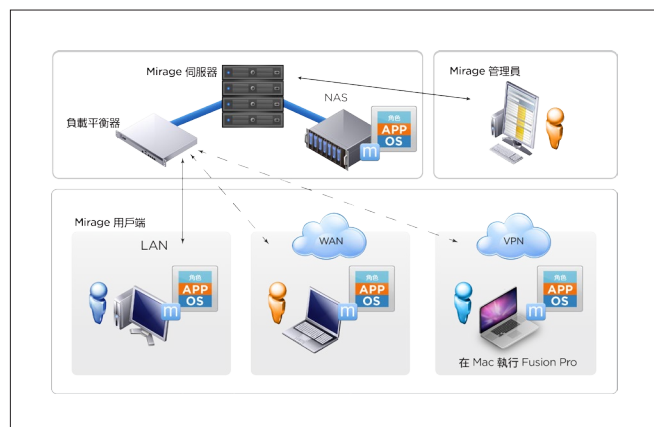 Mirage 伺服器
Mirage 管理員
NAS
負載平衡器
角色
APP
OS
m
Mirage 用戶端
LAN
WAN
VPN
角色
APP
OS
m
角色
APP
OS
m
角色
APP
OS
m
在 Mac 執行 Fusion Pro